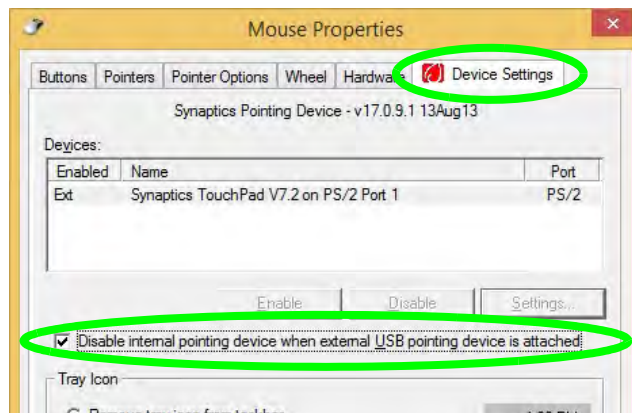 Mouse Properties
Buttons Pointers Pointer Options Wheel Hardware Device Settings
Synaptics Pointing Device - v17.0.9.1 13Aug13
Devices:
Enabled Name Port
Ext Synaptics TouchPad V7.2 on PS/2 Port 1 PS/2
Enable Disable Settings...
Disable internal pointing device when external USB pointing device is attached
Tray Icon